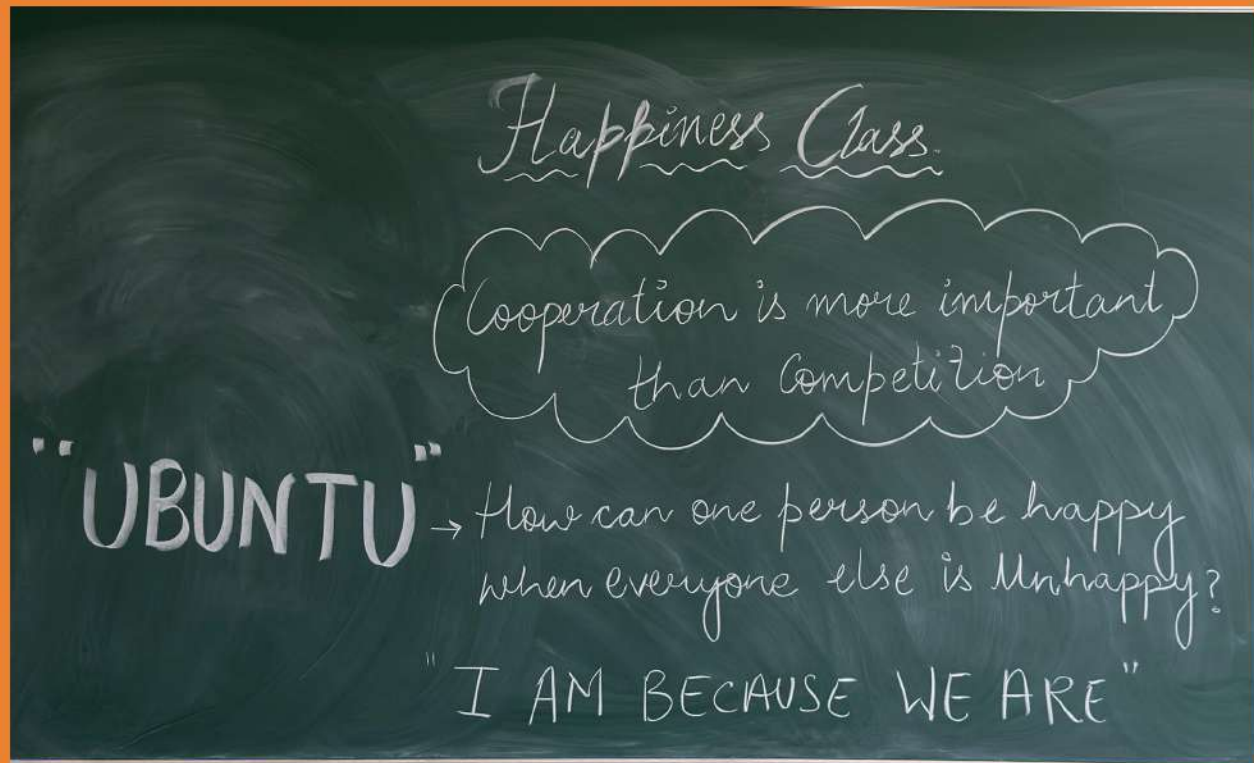 Happiness Class
Cooperation is more important
than Competition
"UBUNTU" → How can one person be happy
when everyone else is Unhappy?
"I AM BECAUSE WE ARE"